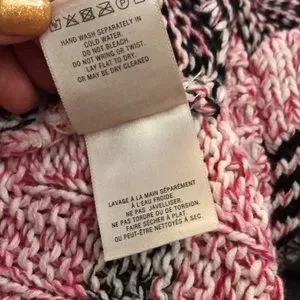 HAND WASH SEPARATELY IN
COLD WATER.
DO NOT BLEACH.
DO NOT WRING OR TWIST.
LAY FLAT TO DRY.
OR MAY BE DRY CLEANED.
LAVAGE À LA MAIN SÉPARÉMENT
À L'EAU FROIDE.
NE PAS JAVELLISER.
NE PAS TORDRE OU DE TORSION.
FAIRE SÉCHER À PLAT.
OU PEUT-ÊTRE NETTOYÉS À SEC.